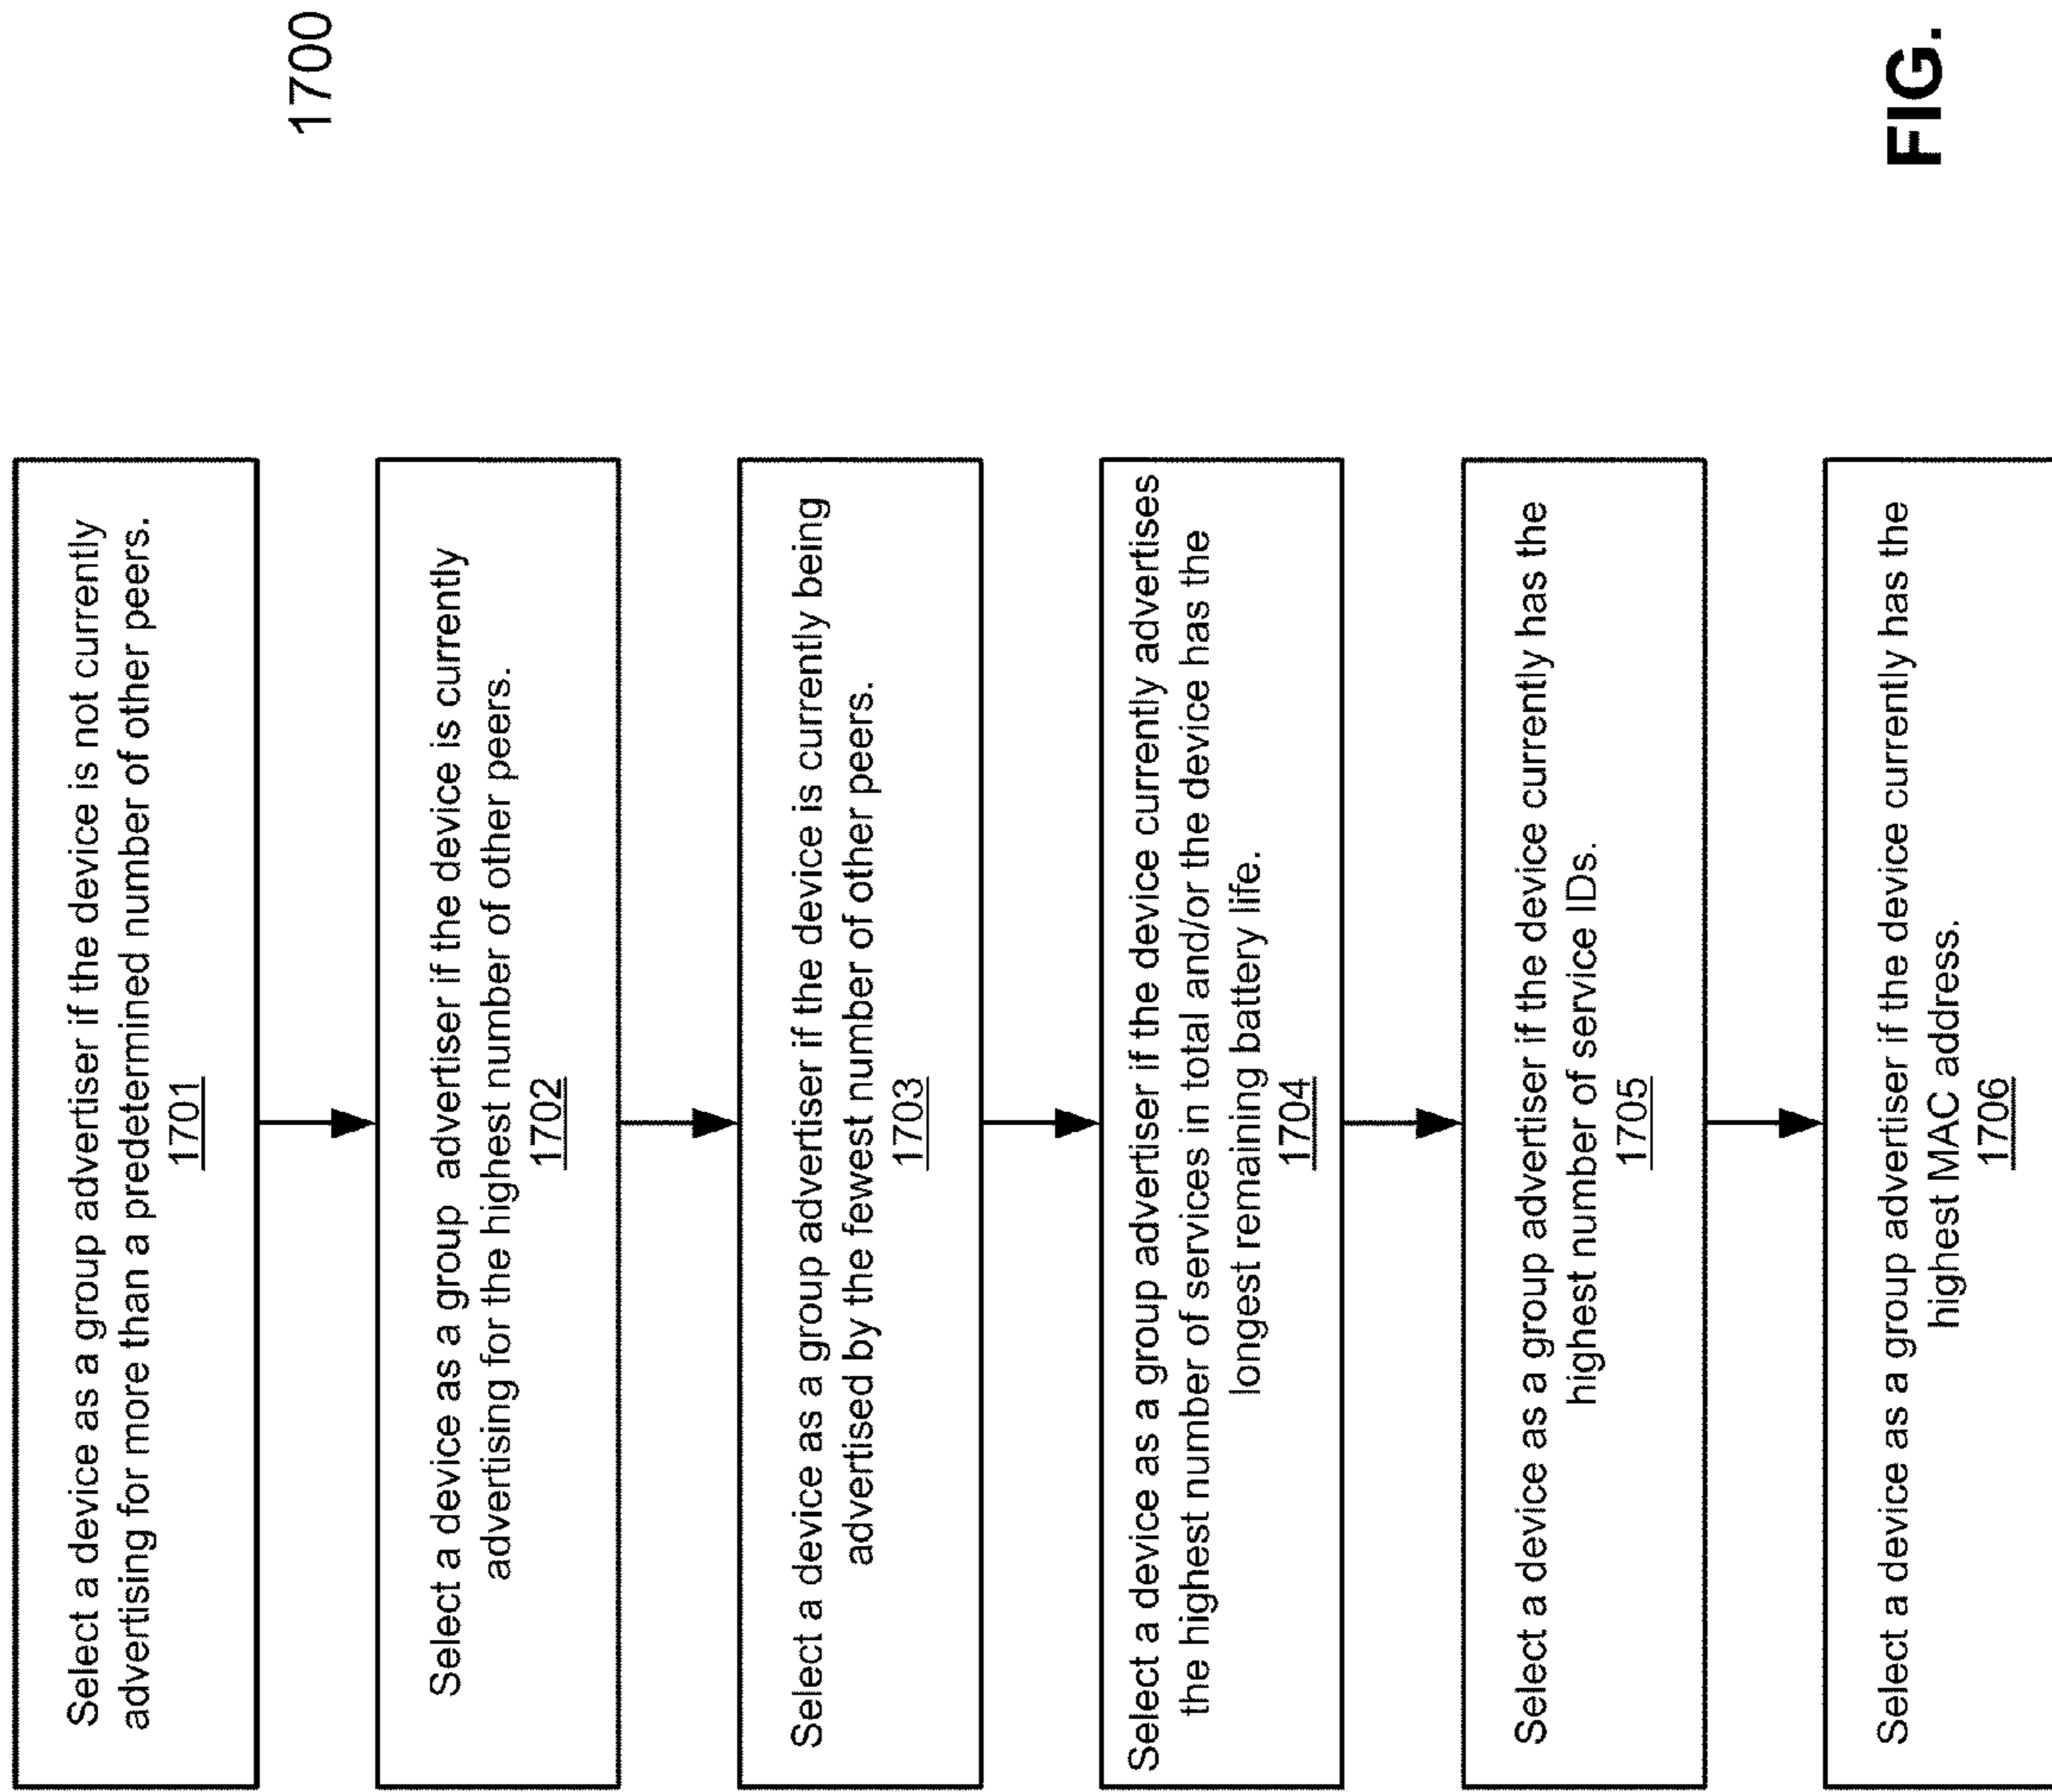 1700
Select a device as a group advertiser if the device is not currently
advertising for more than a predetermined number of other peers.
1701
Select a device as a group advertiser if the device is currently
advertising for the highest number of other peers.
1702
Select a device as a group advertiser if the device is currently being
advertised by the fewest number of other peers.
1703
Select a device as a group advertiser if the device currently advertises
the highest number of services in total and/or the device has the
longest remaining battery life.
1704
Select a device as a group advertiser if the device currently has the
highest number of service IDs.
1705
Select a device as a group advertiser if the device currently has the
highest MAC address.
1706
FIG.